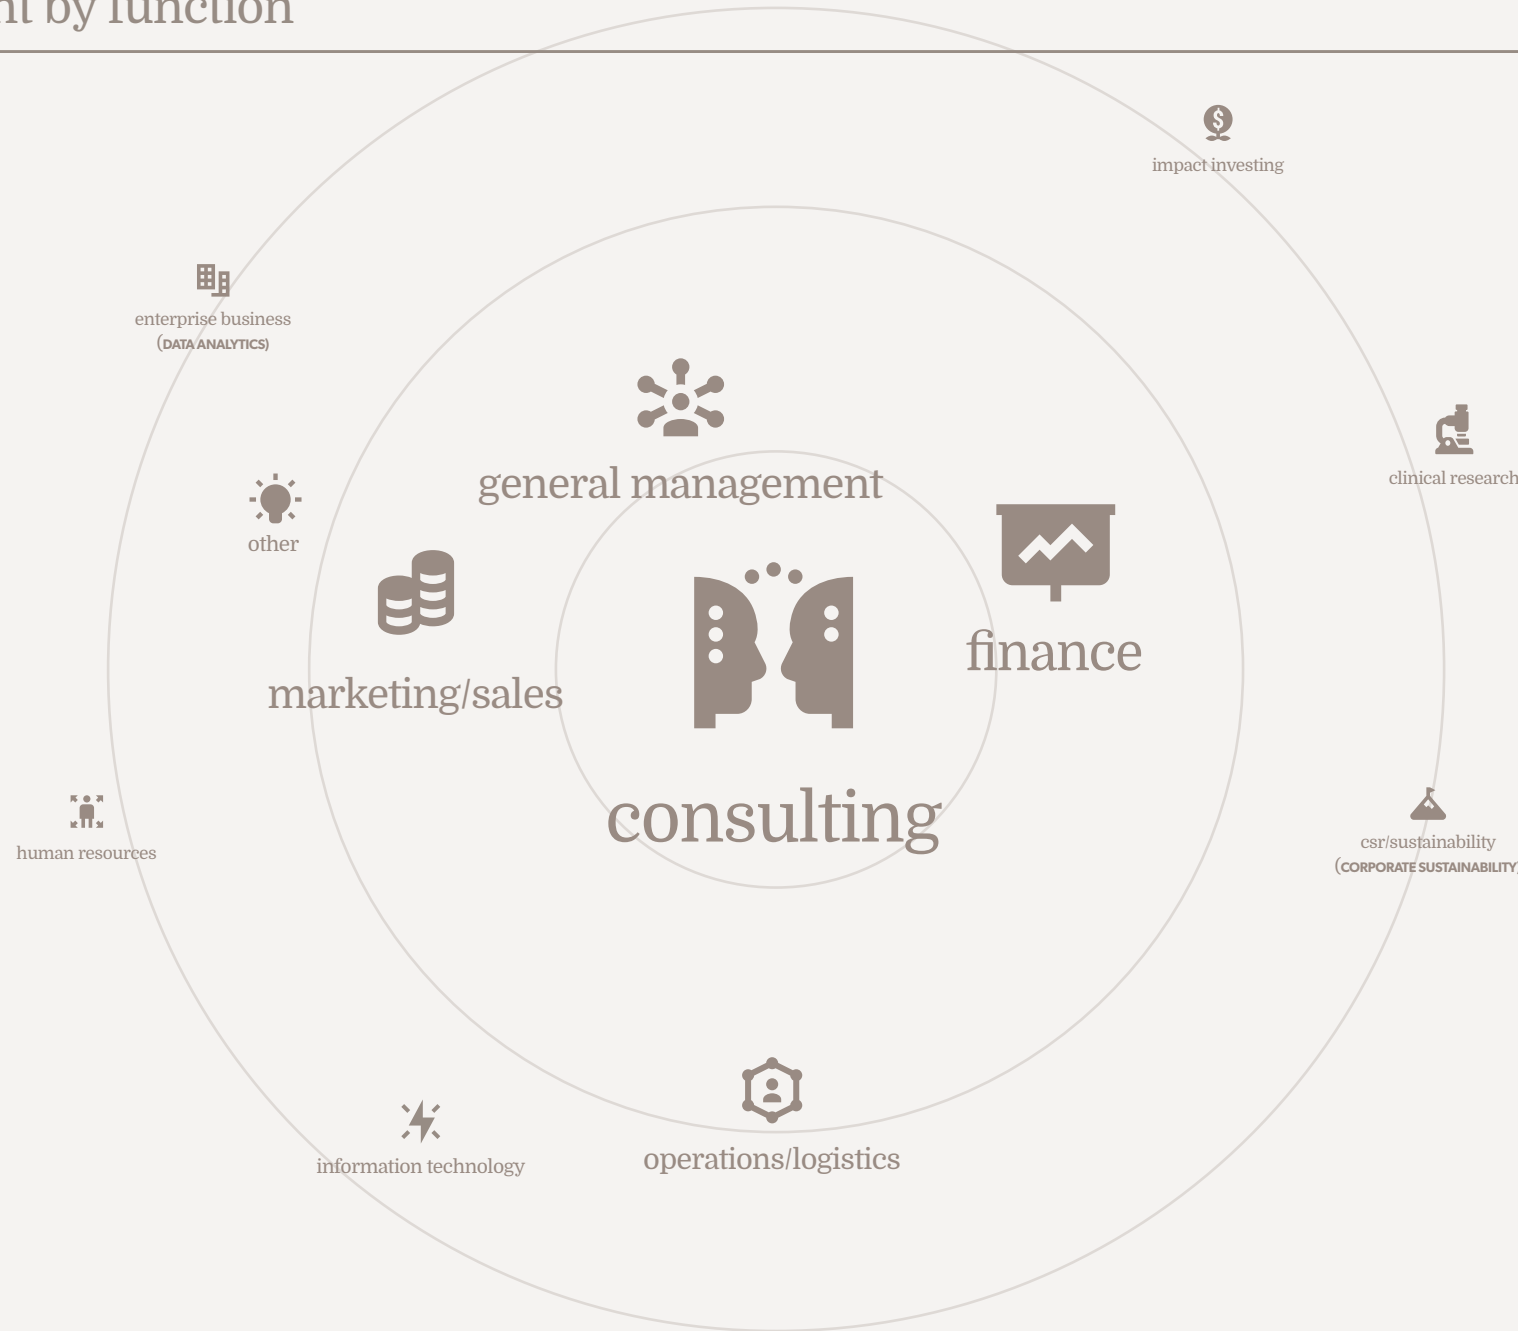 by function
impact investing
enterprise business
(DATA ANALYTICS)
general management
clinical research
other
finance
marketing/sales
consulting
human resources
csr/sustainability
(CORPORATE SUSTAINABILITY)
operations/logistics
information technology